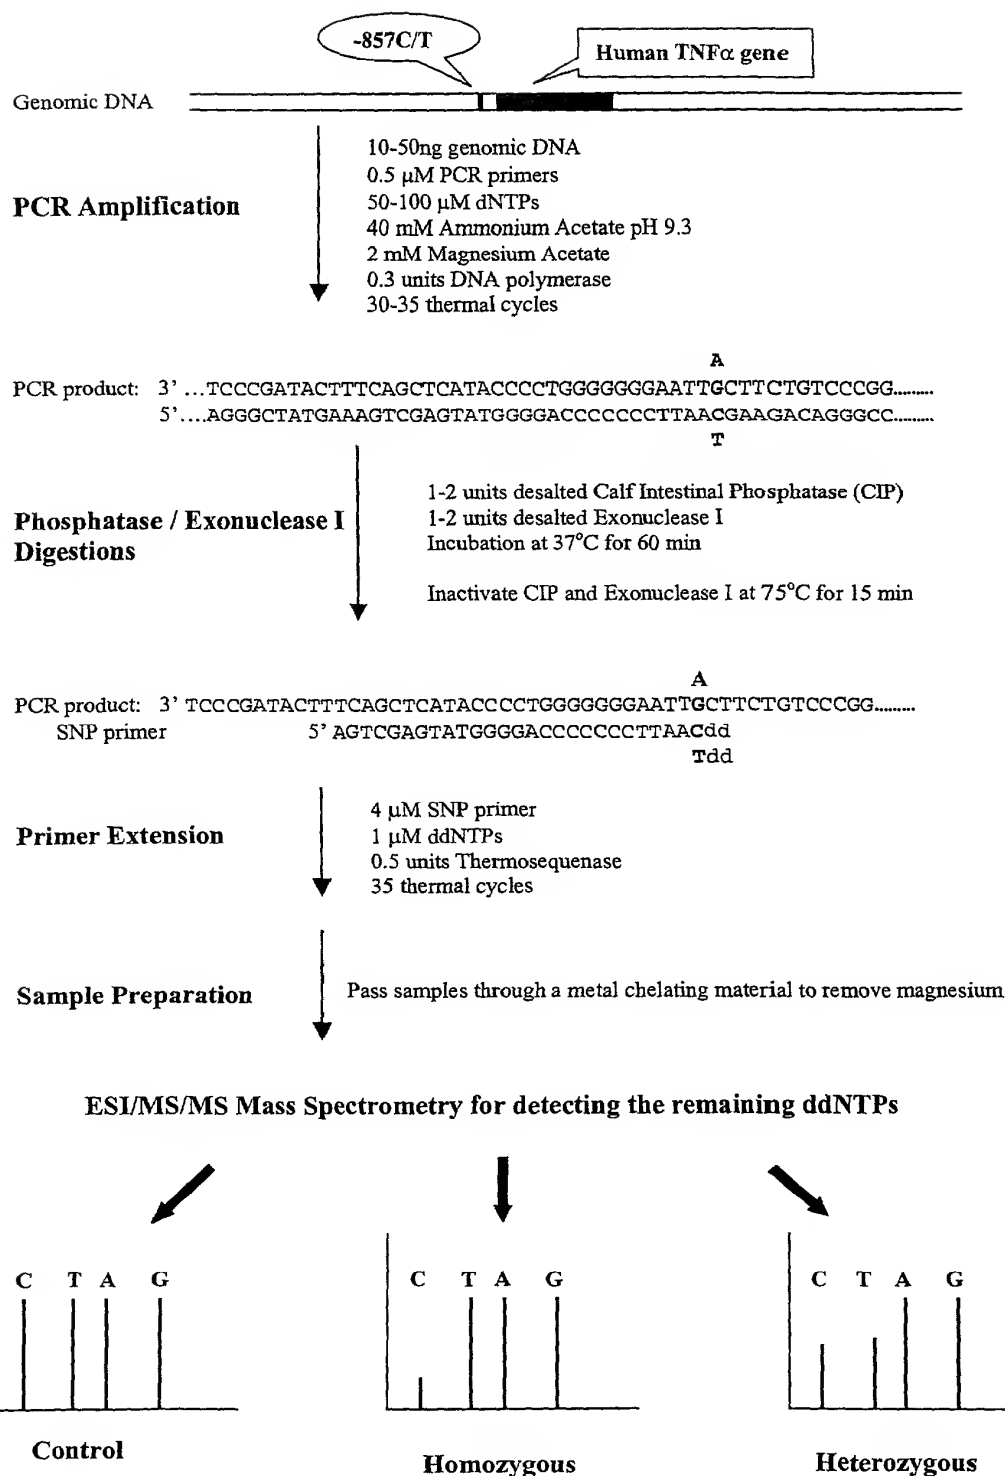 -857C/T
Human TNFα gene
Genomic DNA
10-50ng genomic DNA
0.5 µM PCR primers
50-100 µM dNTPs
40 mM Ammonium Acetate pH 9.3
2 mM Magnesium Acetate
0.3 units DNA polymerase
30-35 thermal cycles
PCR Amplification
A
PCR product: 3' ...TCCCGATACTTTCAGCTCATACCCCTGGGGGGGAATTGCTTCTGTCCCGG.........
5'....AGGGCTATGAAAGTCGAGTATGGGGACCCCCCCTTAACGAAGACAGGGCC.........
T
1-2 units desalted Calf Intestinal Phosphatase (CIP)
1-2 units desalted Exonuclease I
Incubation at 37°C for 60 min
Phosphatase / Exonuclease I
Digestions
Inactivate CIP and Exonuclease I at 75°C for 15 min
A
PCR product: 3' TCCCGATACTTTCAGCTCATACCCCTGGGGGGGAATTGCTTCTGTCCCGG.........
SNP primer 5' AGTCGAGTATGGGGACCCCCCCTTAACdd
Tdd
4 µM SNP primer
1 µM ddNTPs
0.5 units Thermosequenase
35 thermal cycles
Primer Extension
Sample Preparation
Pass samples through a metal chelating material to remove magnesium
ESI/MS/MS Mass Spectrometry for detecting the remaining ddNTPs
C T A G
C T A G
C T A G
Control
Homozygous
Heterozygous